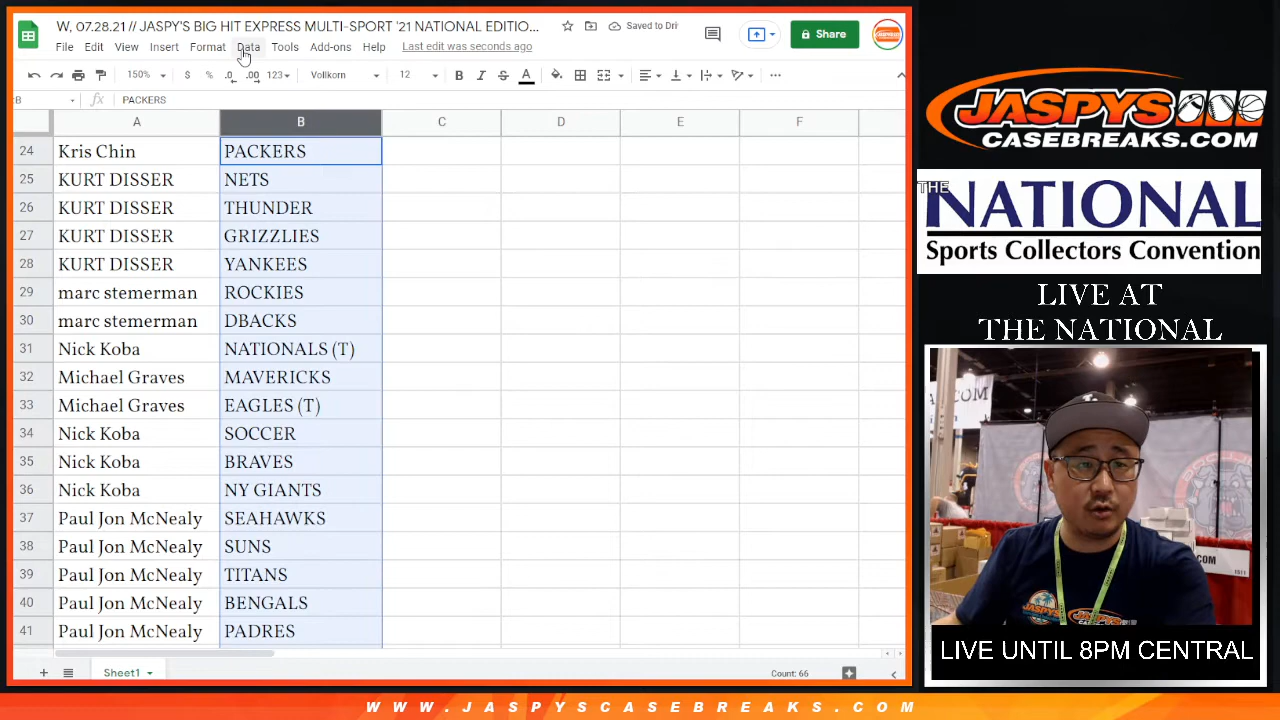 W, 07.28.21 // JASPY'S BIG HIT EXPRESS MULTI-SPORT '21 NATIONAL EDITIO...
Saved to Dri
Share
File Edit View Insert Format Data Tools Add-ons Help Last edit was seconds ago
150% $ % .0 .00 123 Vollkorn 12 B I S A
B fx PACKERS
A B C D E F
24 Kris Chin PACKERS
25 KURT DISSER NETS
26 KURT DISSER THUNDER
27 KURT DISSER GRIZZLIES
28 KURT DISSER YANKEES
29 marc stemerman ROCKIES
30 marc stemerman DBACKS
31 Nick Koba NATIONALS (T)
32 Michael Graves MAVERICKS
33 Michael Graves EAGLES (T)
34 Nick Koba SOCCER
35 Nick Koba BRAVES
36 Nick Koba NY GIANTS
37 Paul Jon McNealy SEAHAWKS
38 Paul Jon McNealy SUNS
39 Paul Jon McNealy TITANS
40 Paul Jon McNealy BENGALS
41 Paul Jon McNealy PADRES
Sheet1
Count: 66
JASPYS
CASEBREAKS.COM
THE
NATIONAL
Sports Collectors Convention
LIVE AT
THE NATIONAL
JASPYS
LIVE UNTIL 8PM CENTRAL
WWW.JASPYSCASEBREAKS.COM